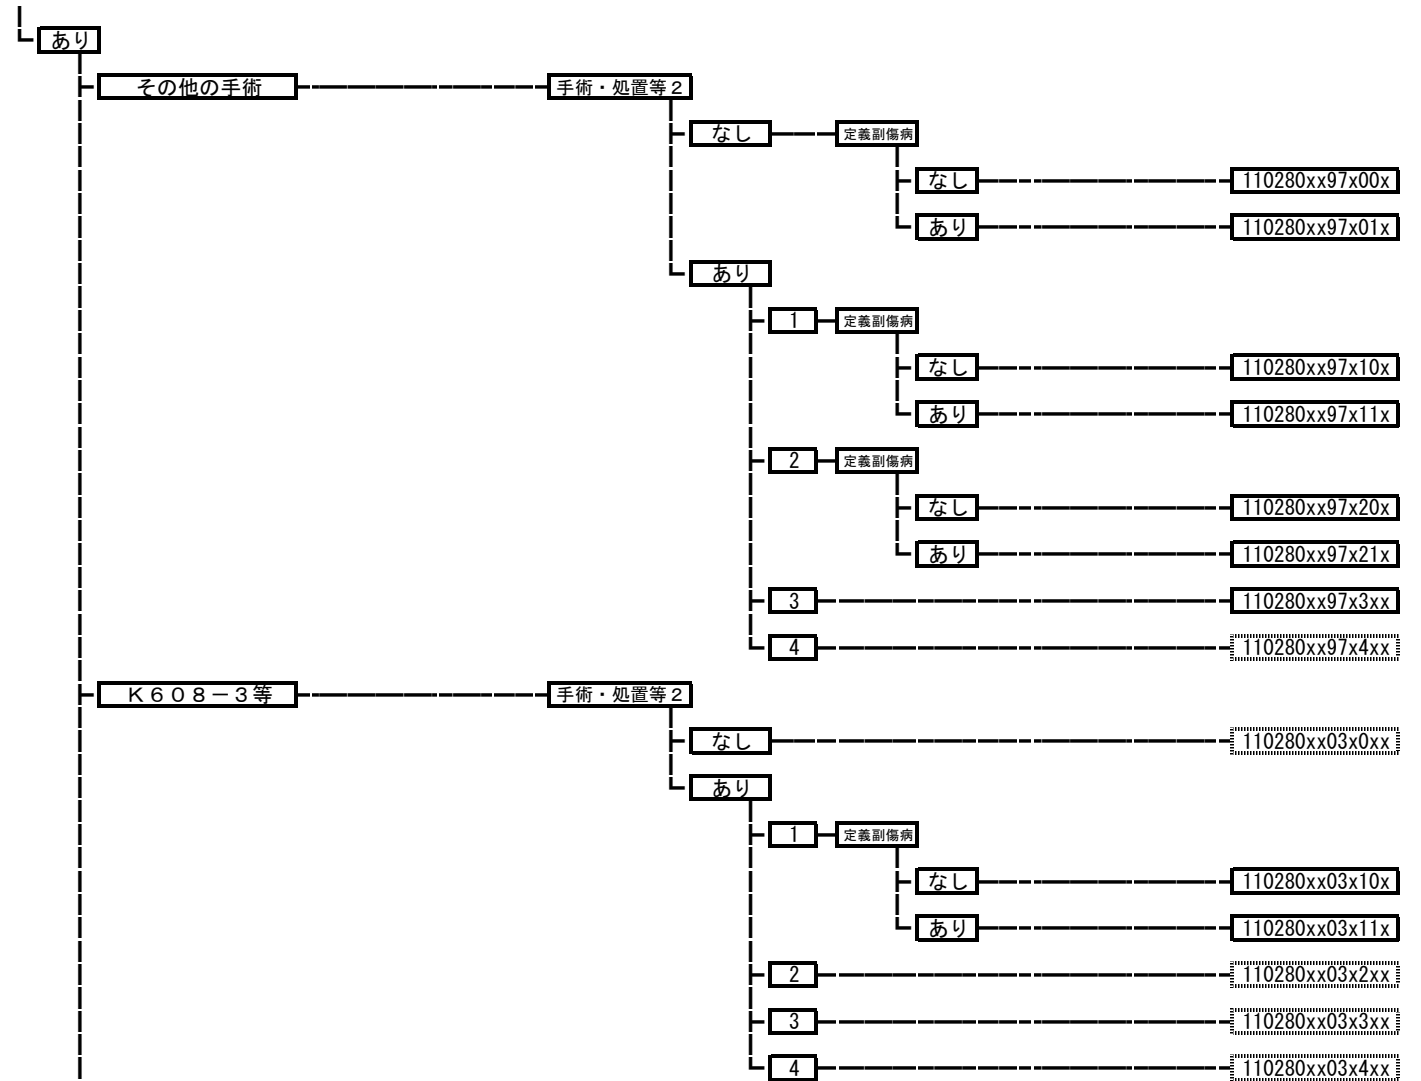 あり
その他の手術 手術・処置等2
なし 定義副傷病
なし 110280xx97x00x
あり 110280xx97x01x
あり
1 定義副傷病
なし 110280xx97x10x
あり 110280xx97x11x
2 定義副傷病
なし 110280xx97x20x
あり 110280xx97x21x
3 110280xx97x3xx
4 110280xx97x4xx
K608-3等 手術・処置等2
なし 110280xx03x0xx
あり
1 定義副傷病
なし 110280xx03x10x
あり 110280xx03x11x
2 110280xx03x2xx
3 110280xx03x3xx
4 110280xx03x4xx